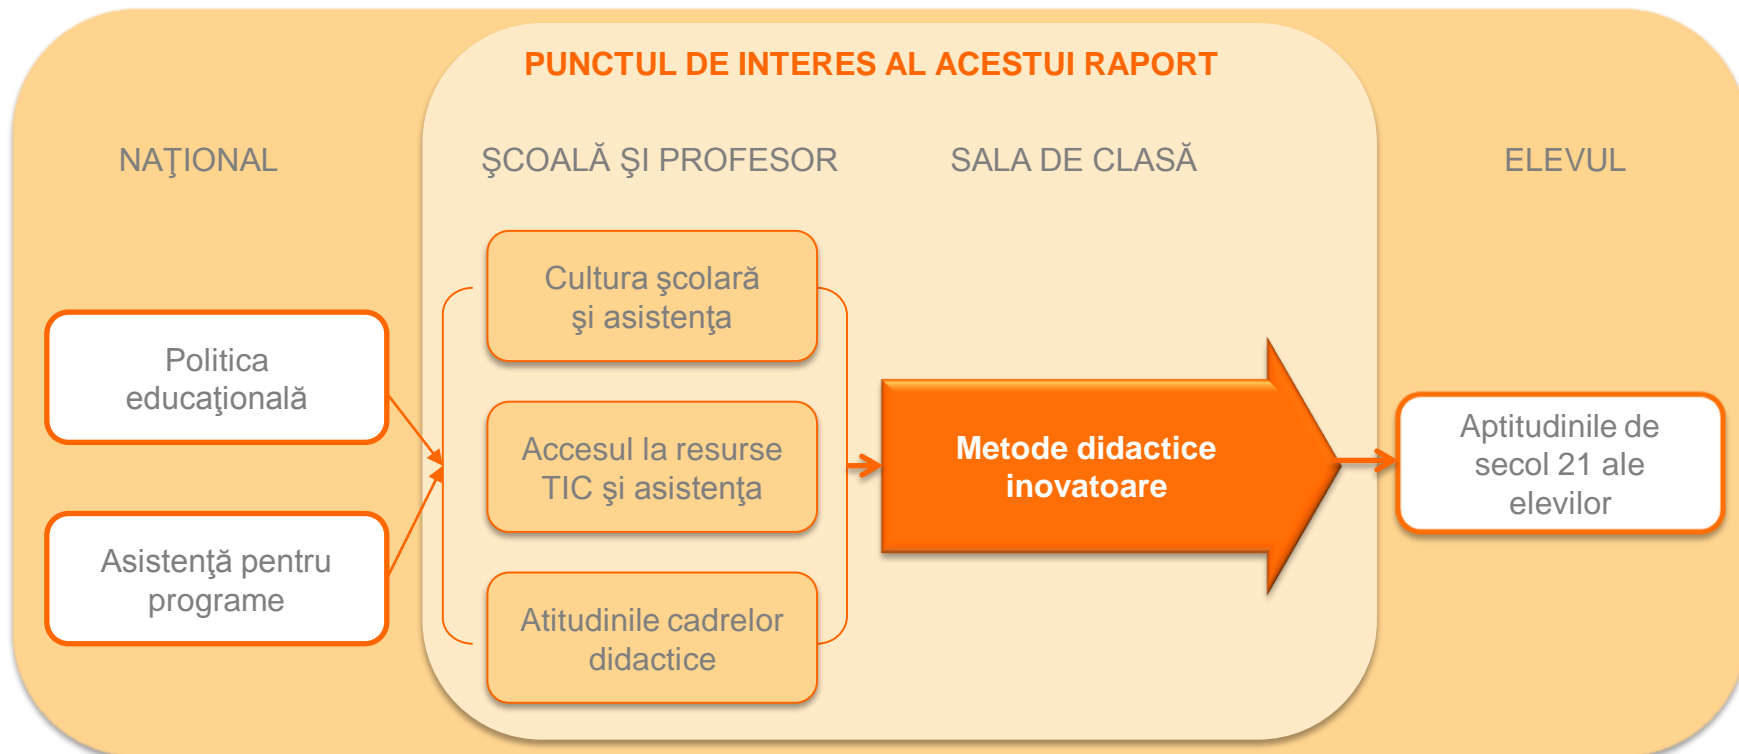 PUNCTUL DE INTERES AL ACESTUI RAPORT
NAŢIONAL
ŞCOALĂ ŞI PROFESOR
SALA DE CLASĂ
ELEVUL
Politica
educaţională
Asistenţă pentru
programe
Cultura şcolară
şi asistenţa
Accesul la resurse
TIC şi asistenţa
Atitudinile cadrelor
didactice
Metode didactice
inovatoare
Aptitudinile de
secol 21 ale
elevilor